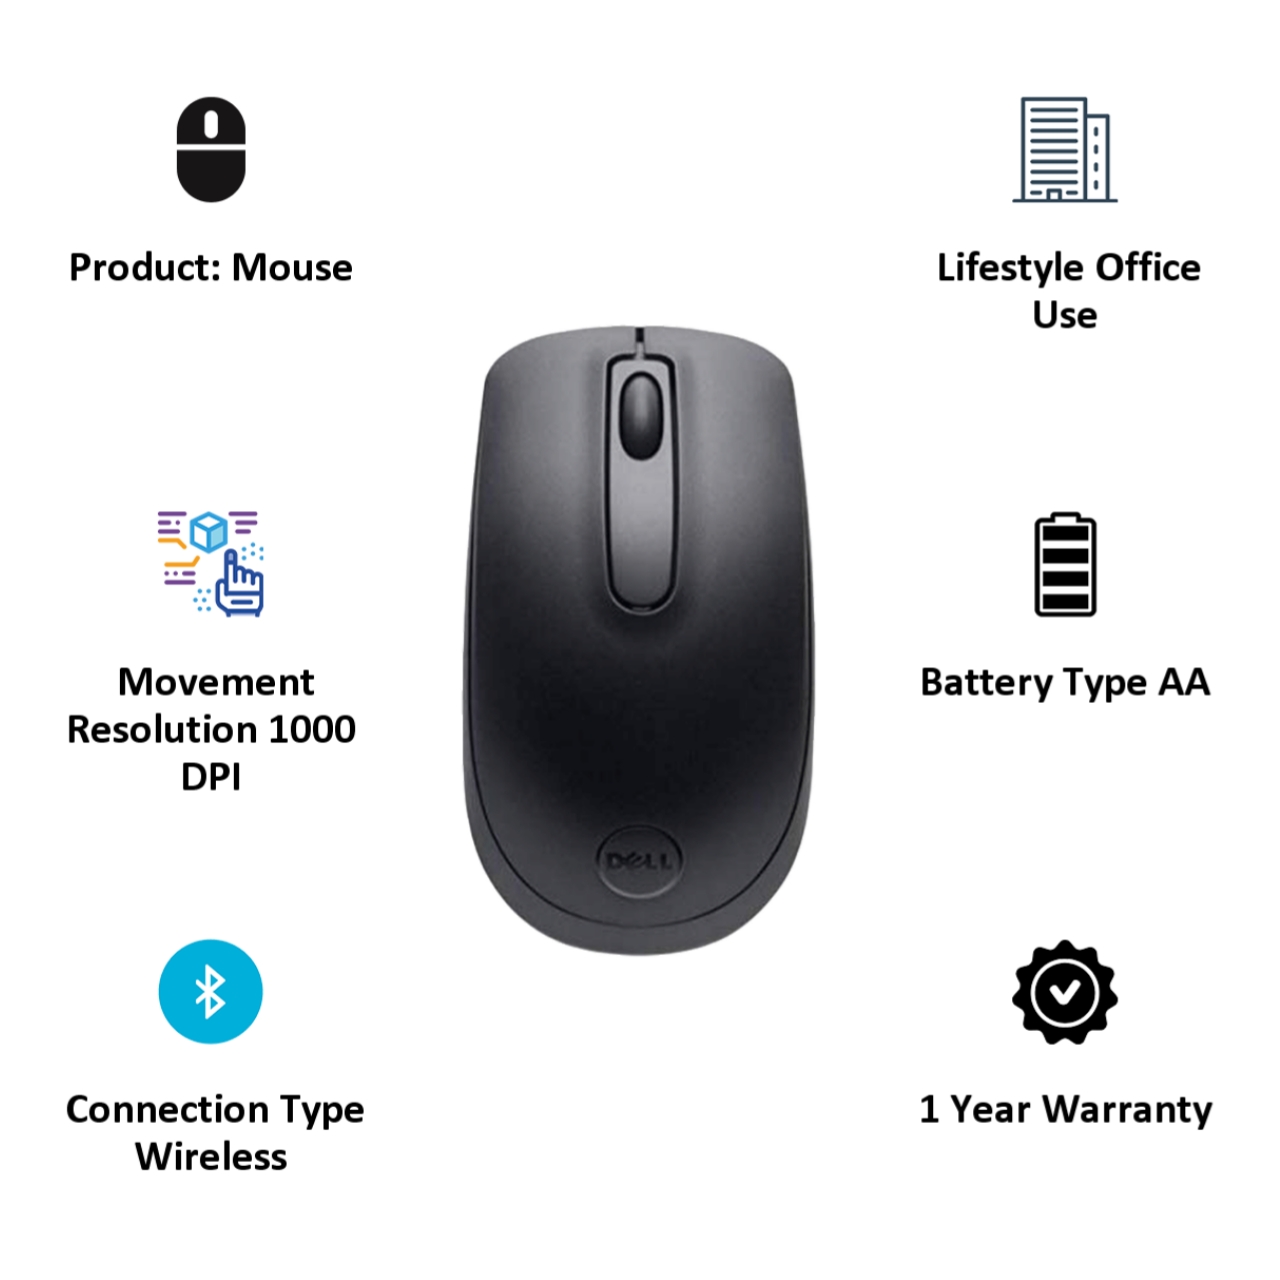 Product: Mouse
Lifestyle Office
Use
Movement
Resolution 1000
DPI
Battery Type AA
DELL
Connection Type
Wireless
1 Year Warranty